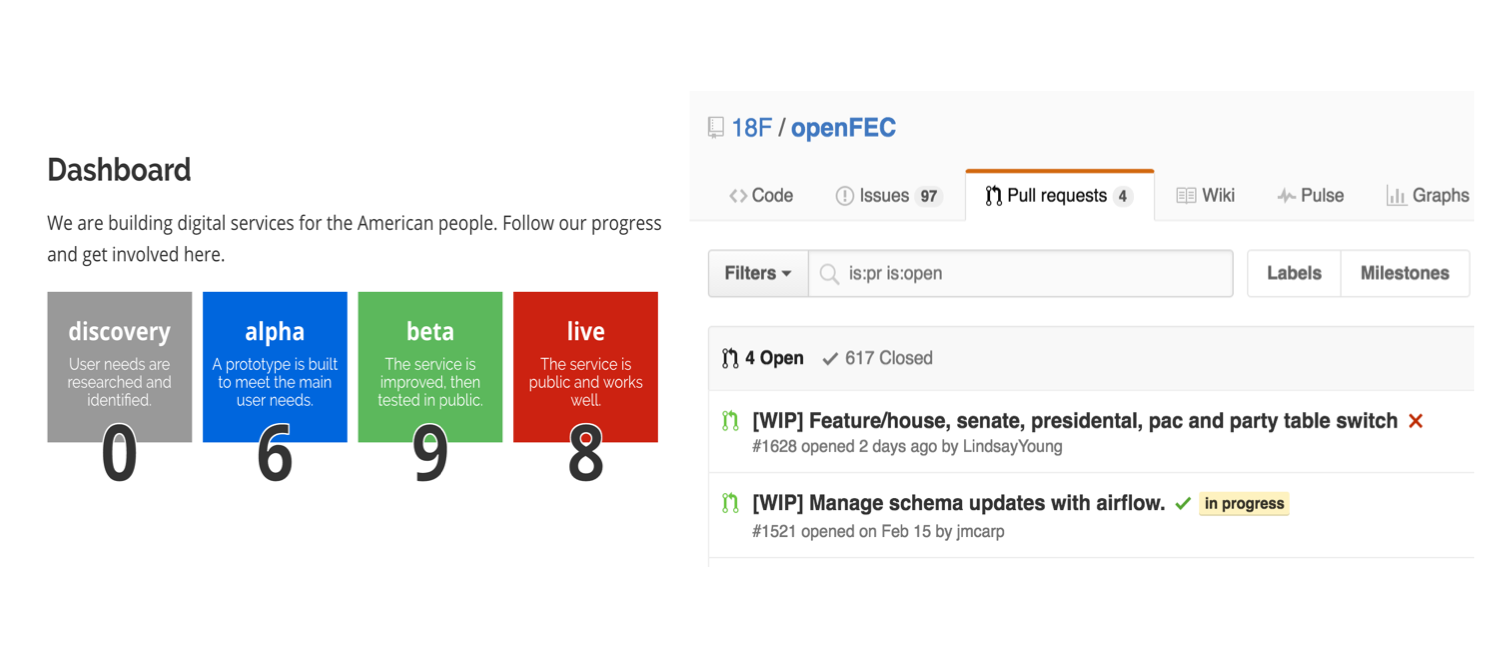 Dashboard
We are building digital services for the American people. Follow our progress
and get involved here.
discovery
User needs are
researched and
identified.
0
alpha
A prototype is built
to meet the main
user needs.
6
beta
The service is
improved, then
tested in public.
9
live
The service is
public and works
well.
8
18F / openFEC
Code Issues 97 Pull requests 4 Wiki Pulse Graphs
Filters is:pr is:open Labels Milestones
4 Open 617 Closed
[WIP] Feature/house, senate, presidental, pac and party table switch
#1628 opened 2 days ago by LindsayYoung
[WIP] Manage schema updates with airflow. in progress
#1521 opened on Feb 15 by jmcarp